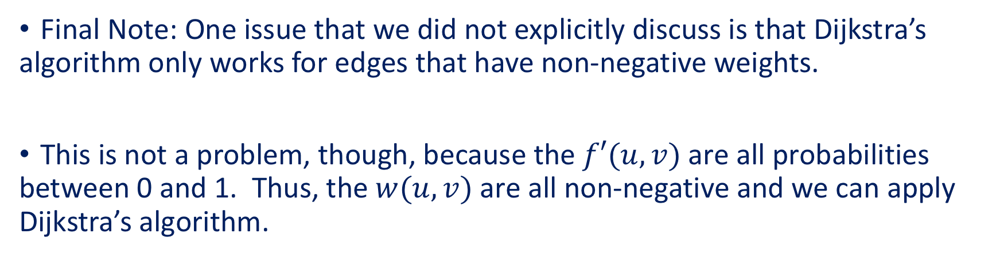 • Final Note: One issue that we did not explicitly discuss is that Dijkstra’s
algorithm only works for edges that have non-negative weights.
• This is not a problem, though, because the 𝑓′(𝑢, 𝑣) are all probabilities
between 0 and 1.  Thus, the 𝑤(𝑢, 𝑣) are all non-negative and we can apply
Dijkstra’s algorithm.